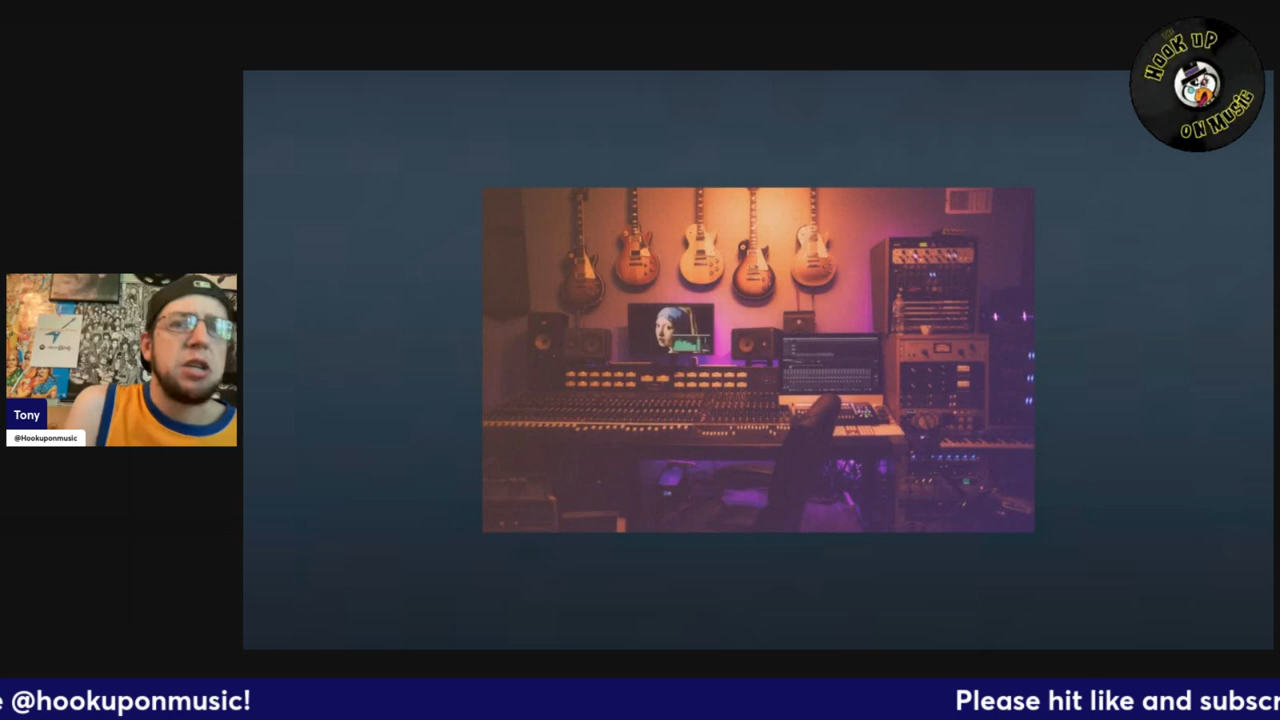 HOOK UP
ON MUSIC
Tony
@Hookuponmusic
e @hookuponmusic!
Please hit like and subscr